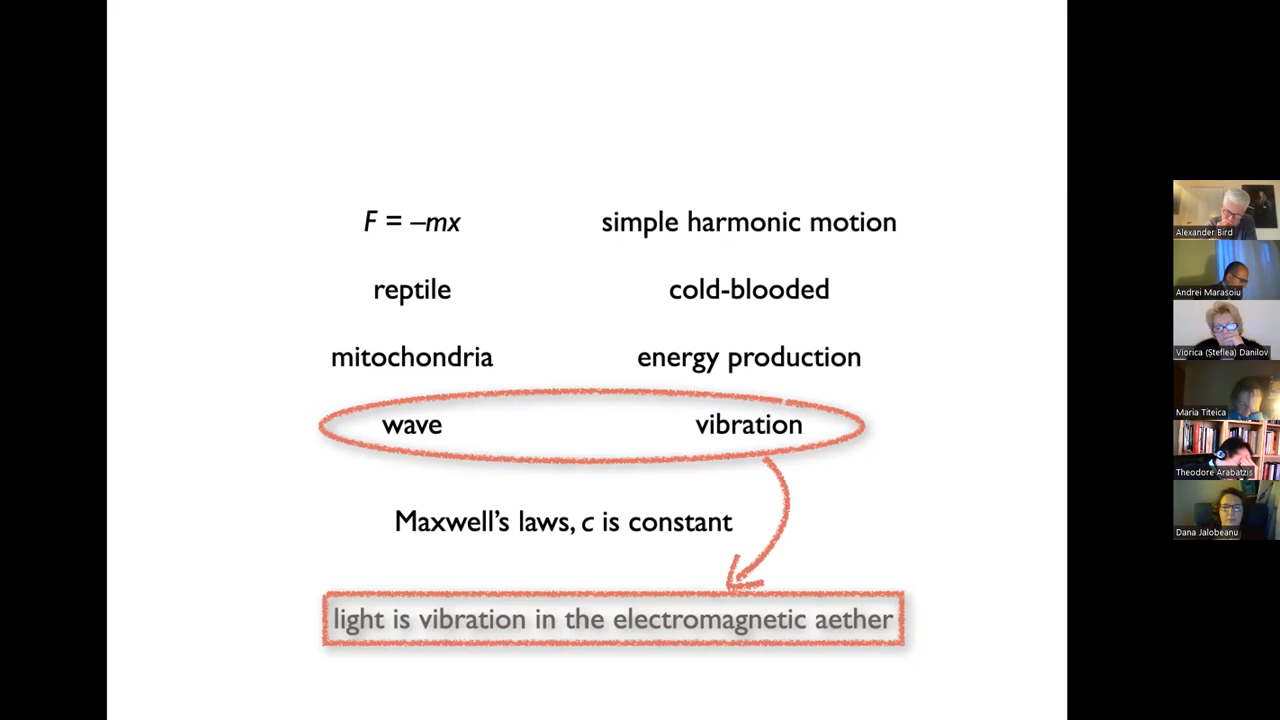 F = –mx simple harmonic motion
reptile cold-blooded
mitochondria energy production
wave vibration
Maxwell's laws, c is constant
light is vibration in the electromagnetic aether
Alexander Bird
Andrei Marasoiu
Viorica (Șteflea) Danilov
Maria Titeica
Theodore Arabatzis
Dana Jalobeanu